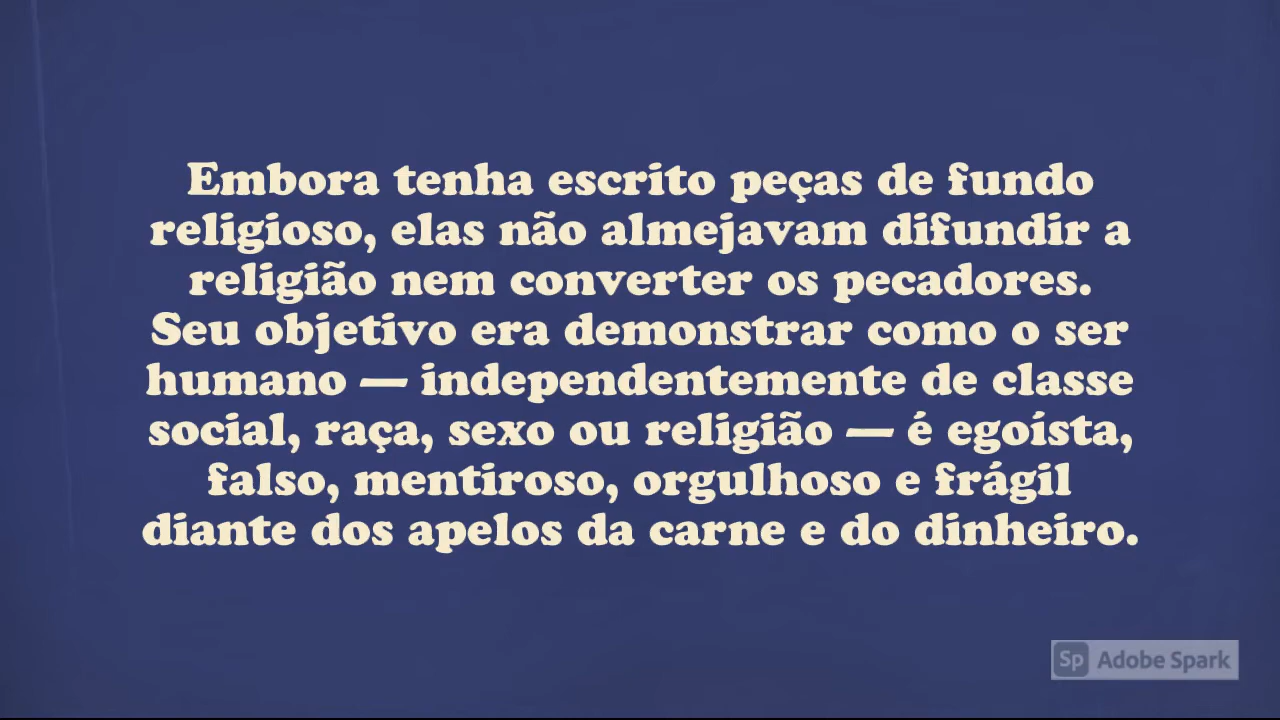 Embora tenha escrito peças de fundo
religioso, elas não almejavam difundir a
religião nem converter os pecadores.
Seu objetivo era demonstrar como o ser
humano — independentemente de classe
social, raça, sexo ou religião — é egoísta,
falso, mentiroso, orgulhoso e frágil
diante dos apelos da carne e do dinheiro.
Sp Adobe Spark